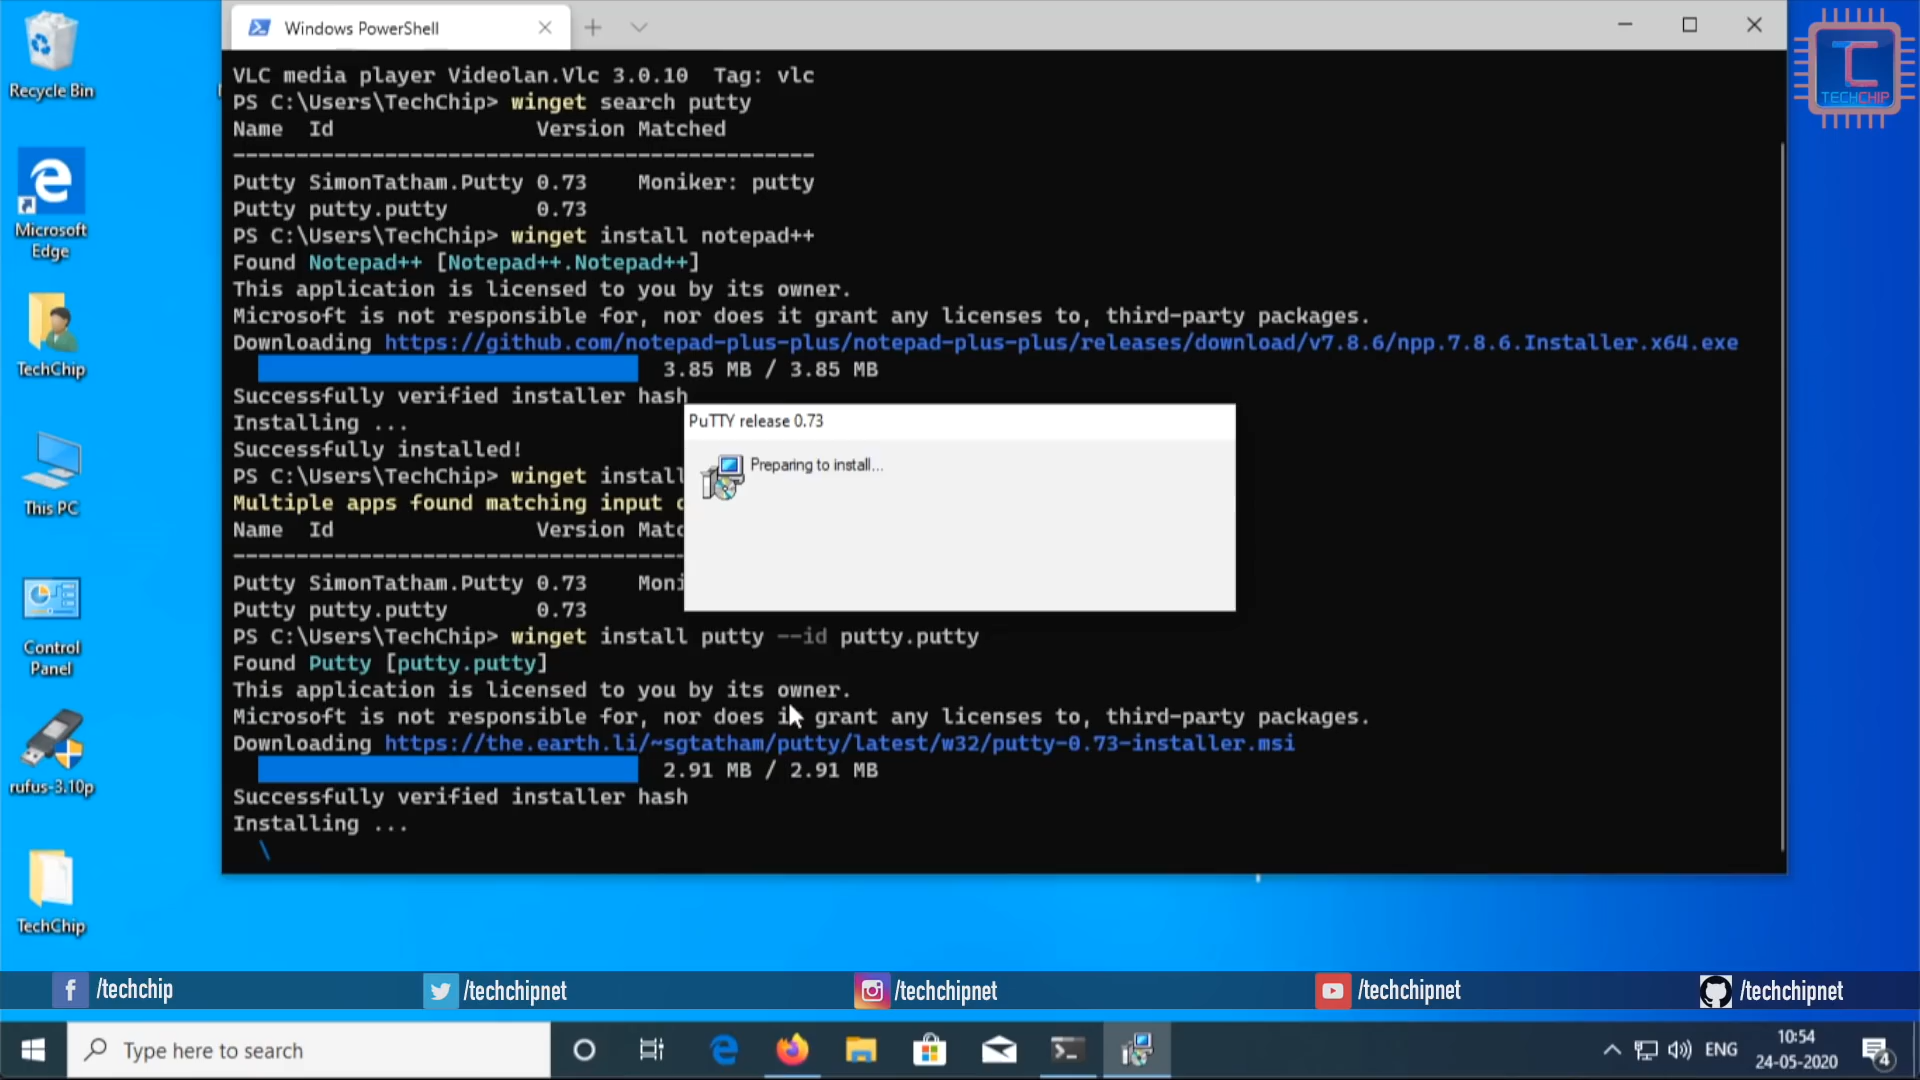 Windows PowerShell
VLC media player Videolan.Vlc 3.0.10 Tag: vlc
PS C:\Users\TechChip> winget search putty
Name Id Version Matched
----------------------------------------------
Putty SimonTatham.Putty 0.73 Moniker: putty
Putty putty.putty 0.73
PS C:\Users\TechChip> winget install notepad++
Found Notepad++ [Notepad++.Notepad++]
This application is licensed to you by its owner.
Microsoft is not responsible for, nor does it grant any licenses to, third-party packages.
Downloading https://github.com/notepad-plus-plus/notepad-plus-plus/releases/download/v7.8.6/npp.7.8.6.Installer.x64.exe
3.85 MB / 3.85 MB
Successfully verified installer hash
Installing ...
Successfully installed!
PS C:\Users\TechChip> winget install
Multiple apps found matching input
Name Id Version Matc
Putty SimonTatham.Putty 0.73 Moni
Putty putty.putty 0.73
PS C:\Users\TechChip> winget install putty --id putty.putty
Found Putty [putty.putty]
This application is licensed to you by its owner.
Microsoft is not responsible for, nor does it grant any licenses to, third-party packages.
Downloading https://the.earth.li/~sgtatham/putty/latest/w32/putty-0.73-installer.msi
2.91 MB / 2.91 MB
Successfully verified installer hash
Installing ...
\
PuTTY release 0.73
Preparing to install...
Recycle Bin
Microsoft
Edge
TechChip
This PC
Control
Panel
rufus-3.10p
TechChip
TC
TECHCHIP
/techchip
/techchipnet
/techchipnet
/techchipnet
/techchipnet
Type here to search
ENG
10:54
24-05-2020
4